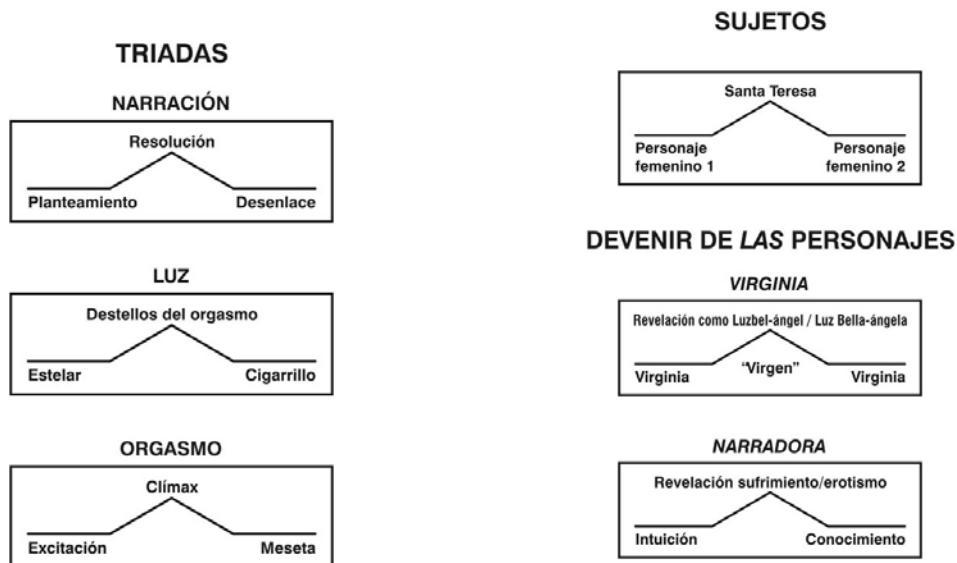 TRIADAS
NARRACIÓN
Resolución
Planteamiento Desenlace
LUZ
Destellos del orgasmo
Estelar Cigarrillo
ORGASMO
Clímax
Excitación Meseta
SUJETOS
Santa Teresa
Personaje femenino 1
Personaje femenino 2
DEVENIR DE LAS PERSONAJES
VIRGINIA
Revelación como Luzbel-ángel / Luz Bella-ángela
Virginia "Virgen" Virginia
NARRADORA
Revelación sufrimiento/erotismo
Intuición Conocimiento